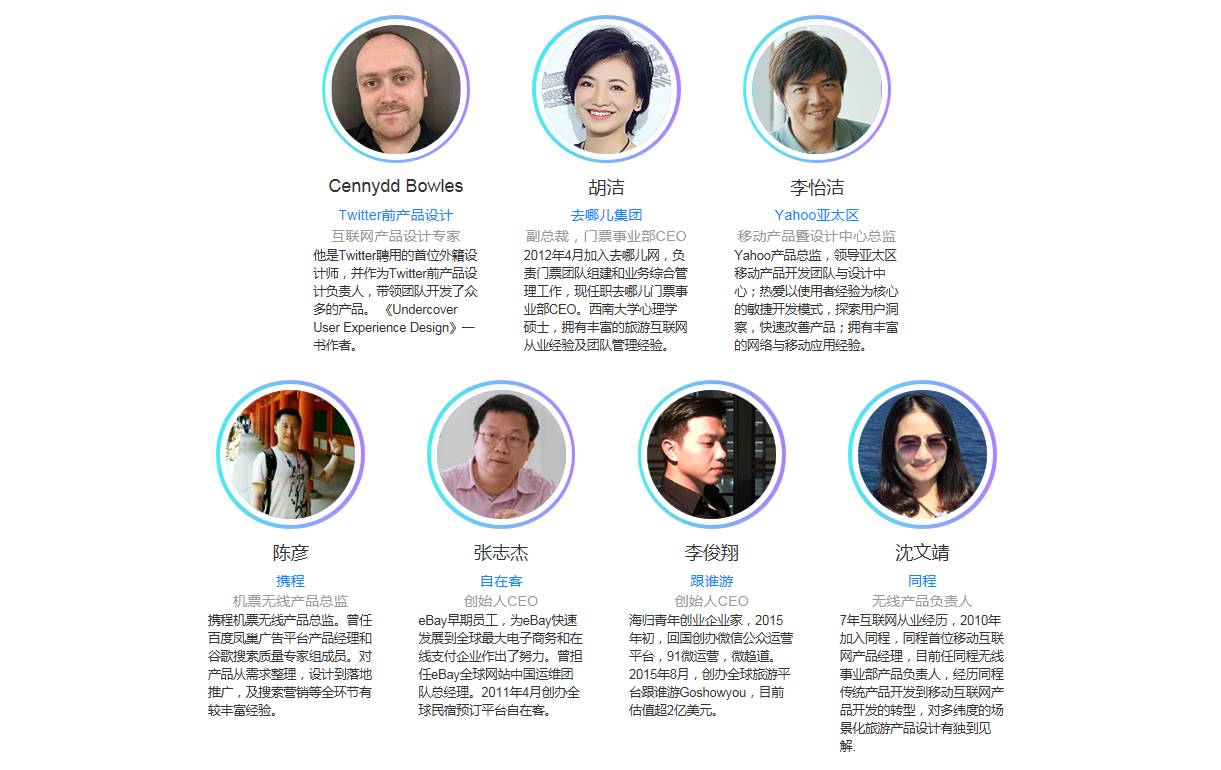 Cennydd Bowles
Twitter前产品设计
互联网产品设计专家
他是Twitter聘用的首位外籍设
计师，并作为Twitter前产品设
计负责人，带领团队开发了众
多的产品。 《Undercover
User Experience Design》一
书作者。
胡洁
去哪儿集团
副总裁，门票事业部CEO
2012年4月加入去哪儿网，负
责门票团队组建和业务综合管
理工作，现任职去哪儿门票事
业部CEO。西南大学心理学
硕士，拥有丰富的旅游互联网
从业经验及团队管理经验。
李怡洁
Yahoo亚太区
移动产品暨设计中心总监
Yahoo产品总监，领导亚太区
移动产品开发团队与设计中
心；热爱以使用者经验为核心
的敏捷开发模式，探索用户洞
察，快速改善产品；拥有丰富
的网络与移动应用经验。
陈彦
携程
机票无线产品总监
携程机票无线产品总监。曾任
百度凤巢广告平台产品经理和
谷歌搜索质量专家组成员。对
产品从需求整理，设计到落地
推广，及搜索营销等全环节有
较丰富经验。
张志杰
自在客
创始人CEO
eBay早期员工，为eBay快速
发展到全球最大电子商务和在
线支付企业作出了努力。曾担
任eBay全球网站中国运维团
队总经理。2011年4月创办全
球民宿预订平台自在客。
李俊翔
跟谁游
创始人CEO
海归青年创业企业家，2015
年初，回国创办微信公众运营
平台，91微运营，微趋道。
2015年8月，创办全球旅游平
台跟谁游Goshowyou，目前
估值超2亿美元。
沈文靖
同程
无线产品负责人
7年互联网从业经历，2010年
加入同程，同程首位移动互联
网产品经理，目前任同程无线
事业部产品负责人，经历同程
传统产品开发到移动互联网产
品开发的转型，对多纬度的场
景化旅游产品设计有独到见
解.